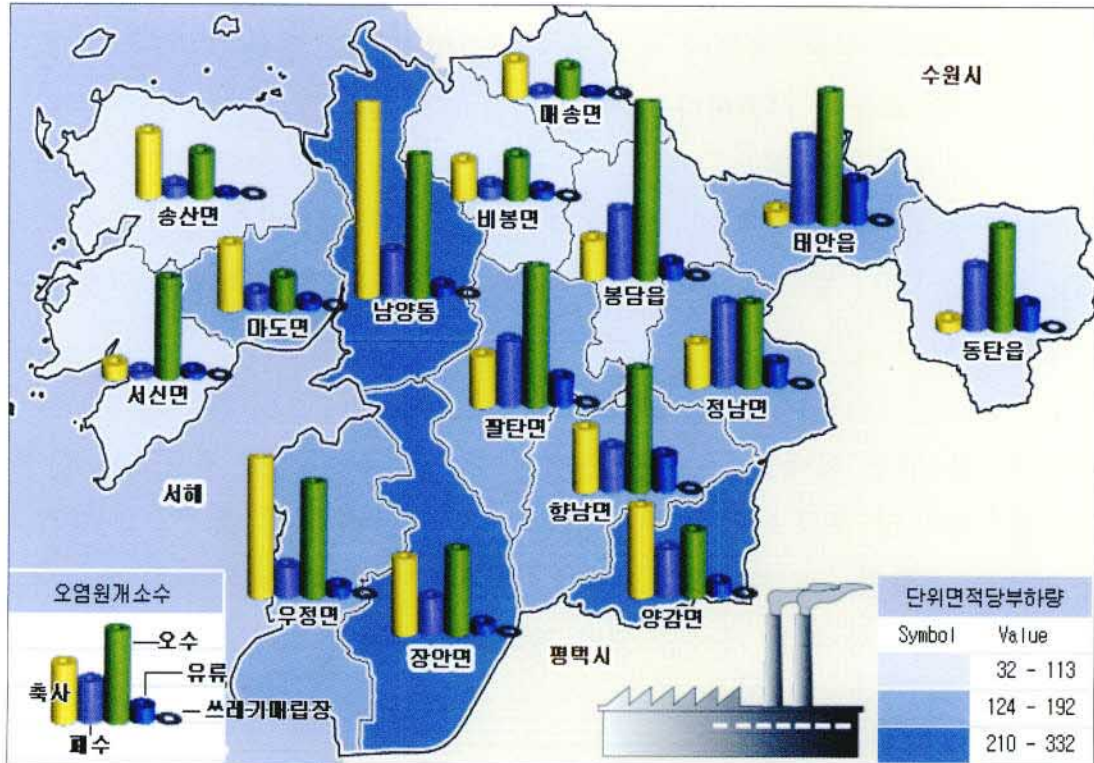 수원시
매송면
송산면
비봉면
태안읍
봉담읍
마도면
남양동
동탄읍
서신면
정남면
팔탄면
서해
향남면
우정면
양감면
장안면
평택시
오염원개소수
오수
유류
축사
쓰레기매립장
폐수
단위면적당부하량
Symbol Value
32 - 113
124 - 192
210 - 332